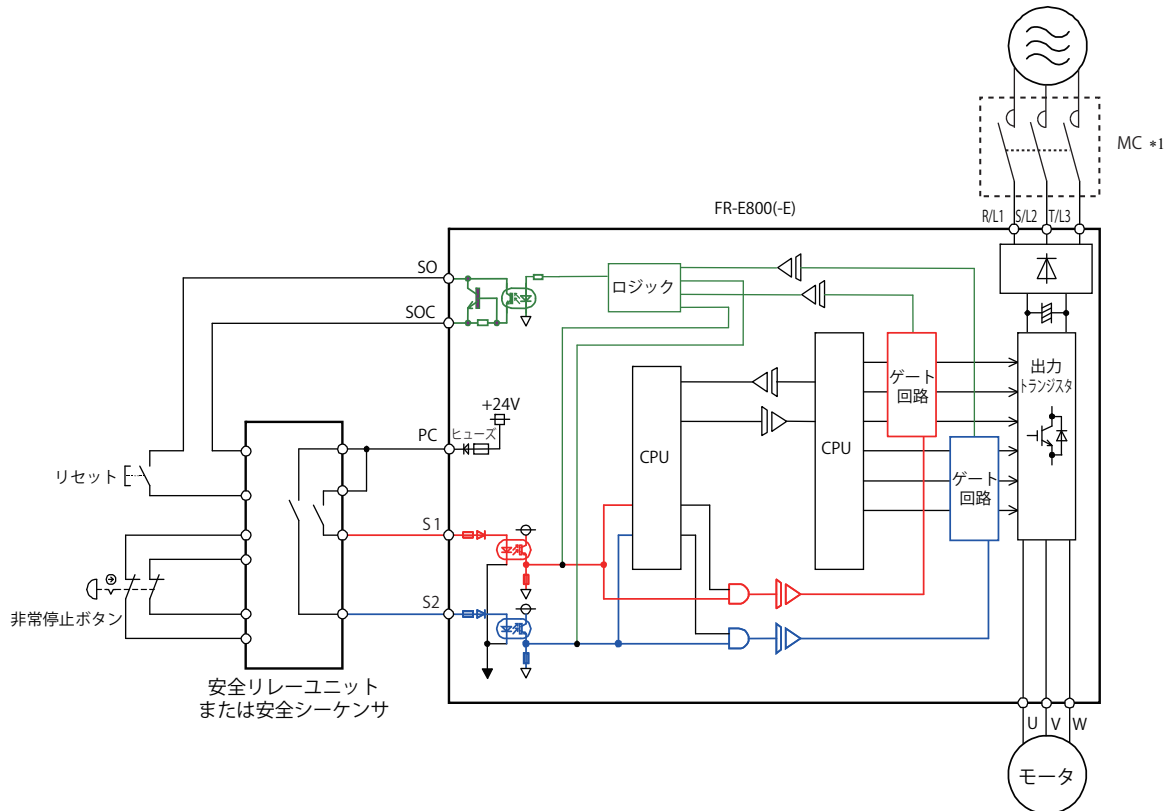 MC *1
FR-E800(-E)
R/L1
S/L2
T/L3
SO
SOC
ロジック
ゲート
回路
出力
トランジスタ
+24V
PC
ヒューズ
リセット
CPU
CPU
ゲート
回路
S1
S2
非常停止ボタン
安全リレーユニット
または安全シーケンサ
U
V
W
モータ